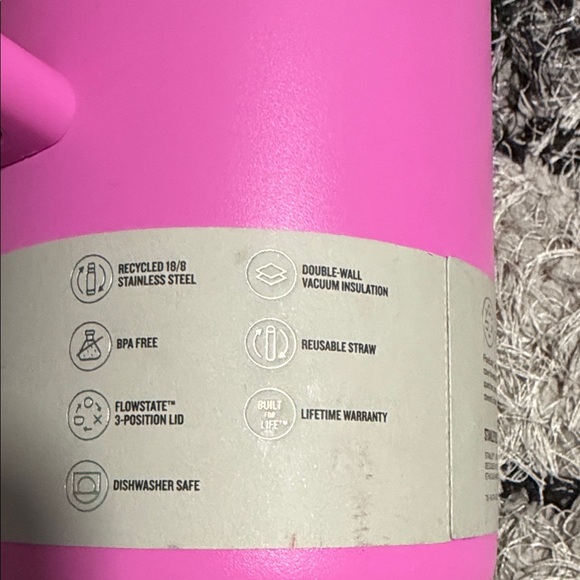 RECYCLED 18/8
STAINLESS STEEL
DOUBLE-WALL
VACUUM INSULATION
BPA FREE
REUSABLE STRAW
FLOWSTATE™
3-POSITION LID
BUILT
FOR
LIFE™
LIFETIME WARRANTY
DISHWASHER SAFE